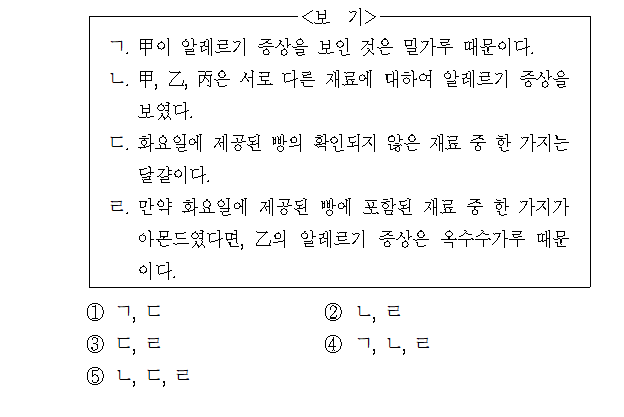 <보 기>
ㄱ. 甲이 알레르기 증상을 보인 것은 밀가루 때문이다.
ㄴ. 甲, 乙, 丙은 서로 다른 재료에 대하여 알레르기 증상을
보였다.
ㄷ. 화요일에 제공된 빵의 확인되지 않은 재료 중 한 가지는
달걀이다.
ㄹ. 만약 화요일에 제공된 빵에 포함된 재료 중 한 가지가
아몬드였다면, 乙의 알레르기 증상은 옥수수가루 때문
이다.
① ㄱ, ㄷ ② ㄴ, ㄹ
③ ㄷ, ㄹ ④ ㄱ, ㄴ, ㄹ
⑤ ㄴ, ㄷ, ㄹ